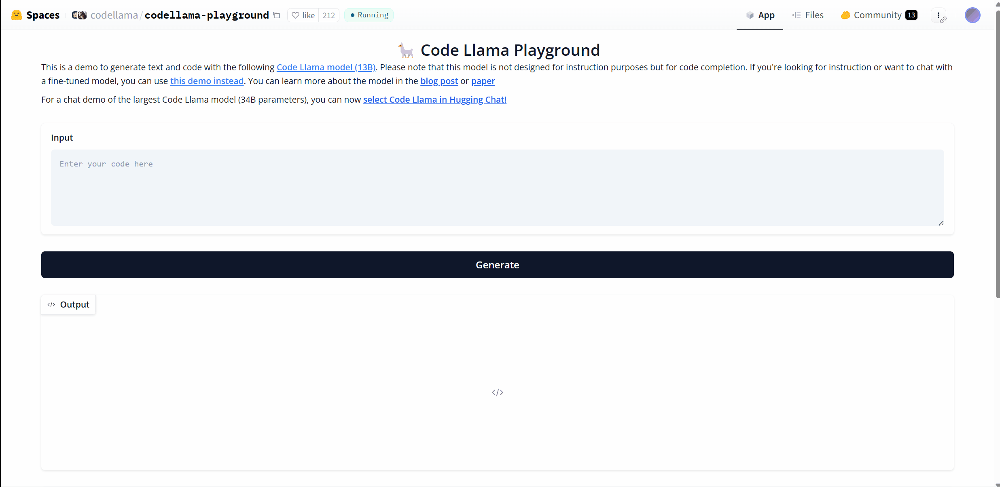 Spaces codellama/codellama-playground like 212 Running App Files Community 13
Code Llama Playground
This is a demo to generate text and code with the following Code Llama model (13B). Please note that this model is not designed for instruction purposes but for code completion. If you're looking for instruction or want to chat with
a fine-tuned model, you can use this demo instead. You can learn more about the model in the blog post or paper
For a chat demo of the largest Code Llama model (34B parameters), you can now select Code Llama in Hugging Chat!
Input
Enter your code here
Generate
</> Output
</>